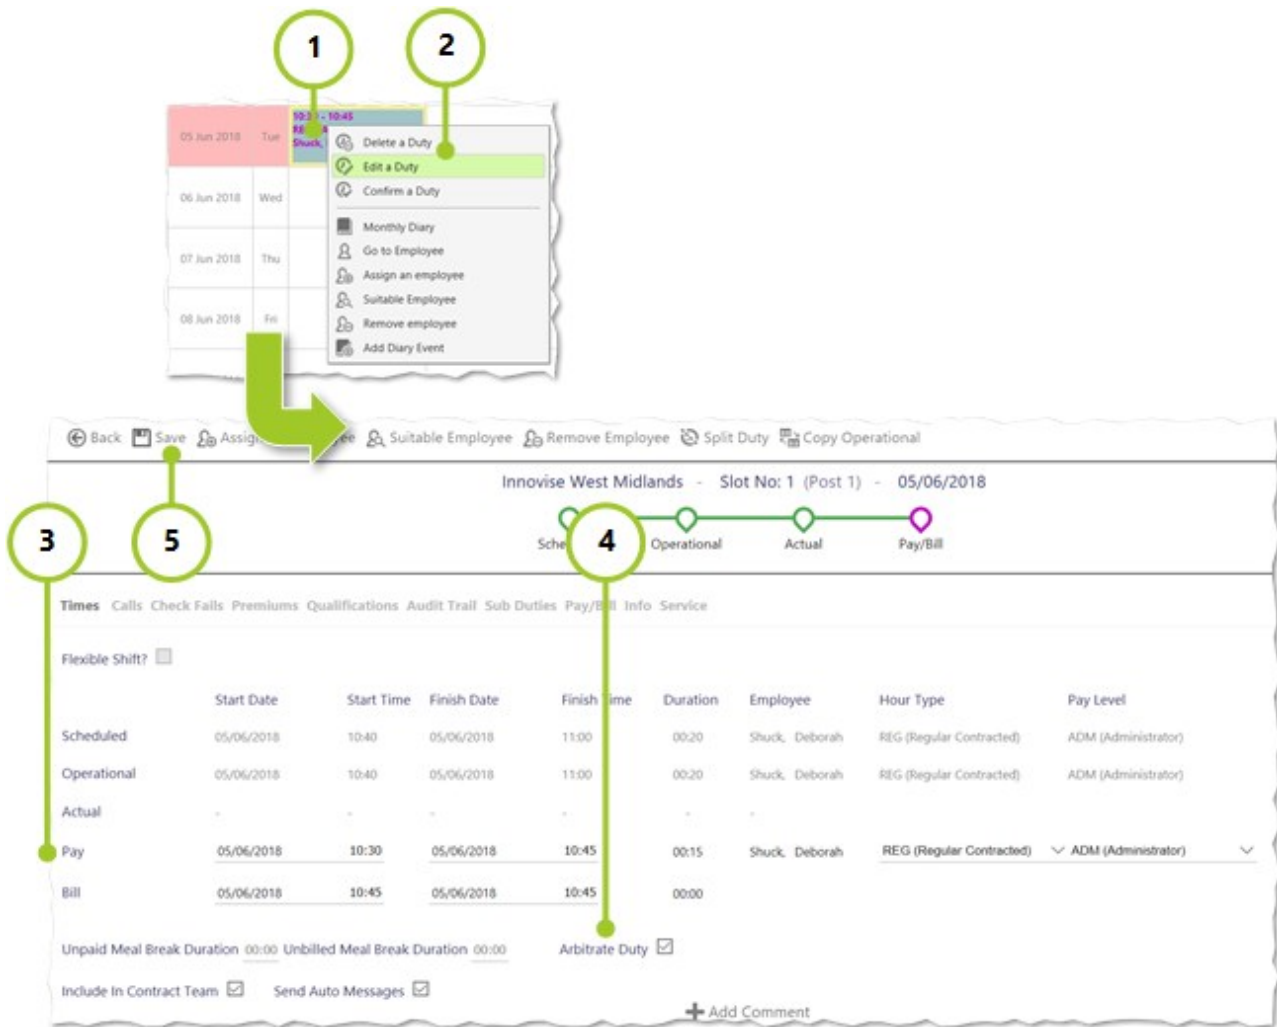 1
2
10:30 - 10:45
05 Jun 2018 Tue
Shuck,
Delete a Duty
Edit a Duty
06 Jun 2018 Wed
Confirm a Duty
Monthly Diary
07 Jun 2018 Thu
Go to Employee
Assign an employee
Suitable Employee
08 Jun 2018 Fri
Remove employee
Add Diary Event
Back Save Suitable Employee Remove Employee Split Duty Copy Operational
Innovise West Midlands - Slot No: 1 (Post 1) - 05/06/2018
3
5
4
Operational Actual Pay/Bill
Times Calls Check Fails Premiums Qualifications Audit Trail Sub Duties Pay/Bill Info Service
Flexible Shift?
Start Date Start Time Finish Date Finish Time Duration Employee Hour Type Pay Level
Scheduled 05/06/2018 10:40 05/06/2018 11:00 00:20 Shuck, Deborah REG (Regular Contracted) ADM (Administrator)
Operational 05/06/2018 10:40 05/06/2018 11:00 00:20 Shuck, Deborah REG (Regular Contracted) ADM (Administrator)
Actual - - - - - -
Pay 05/06/2018 10:30 05/06/2018 10:45 00:15 Shuck, Deborah REG (Regular Contracted) ADM (Administrator)
Bill 05/06/2018 10:45 05/06/2018 10:45 00:00
Unpaid Meal Break Duration 00:00 Unbilled Meal Break Duration 00:00 Arbitrate Duty
Include In Contract Team Send Auto Messages
Add Comment